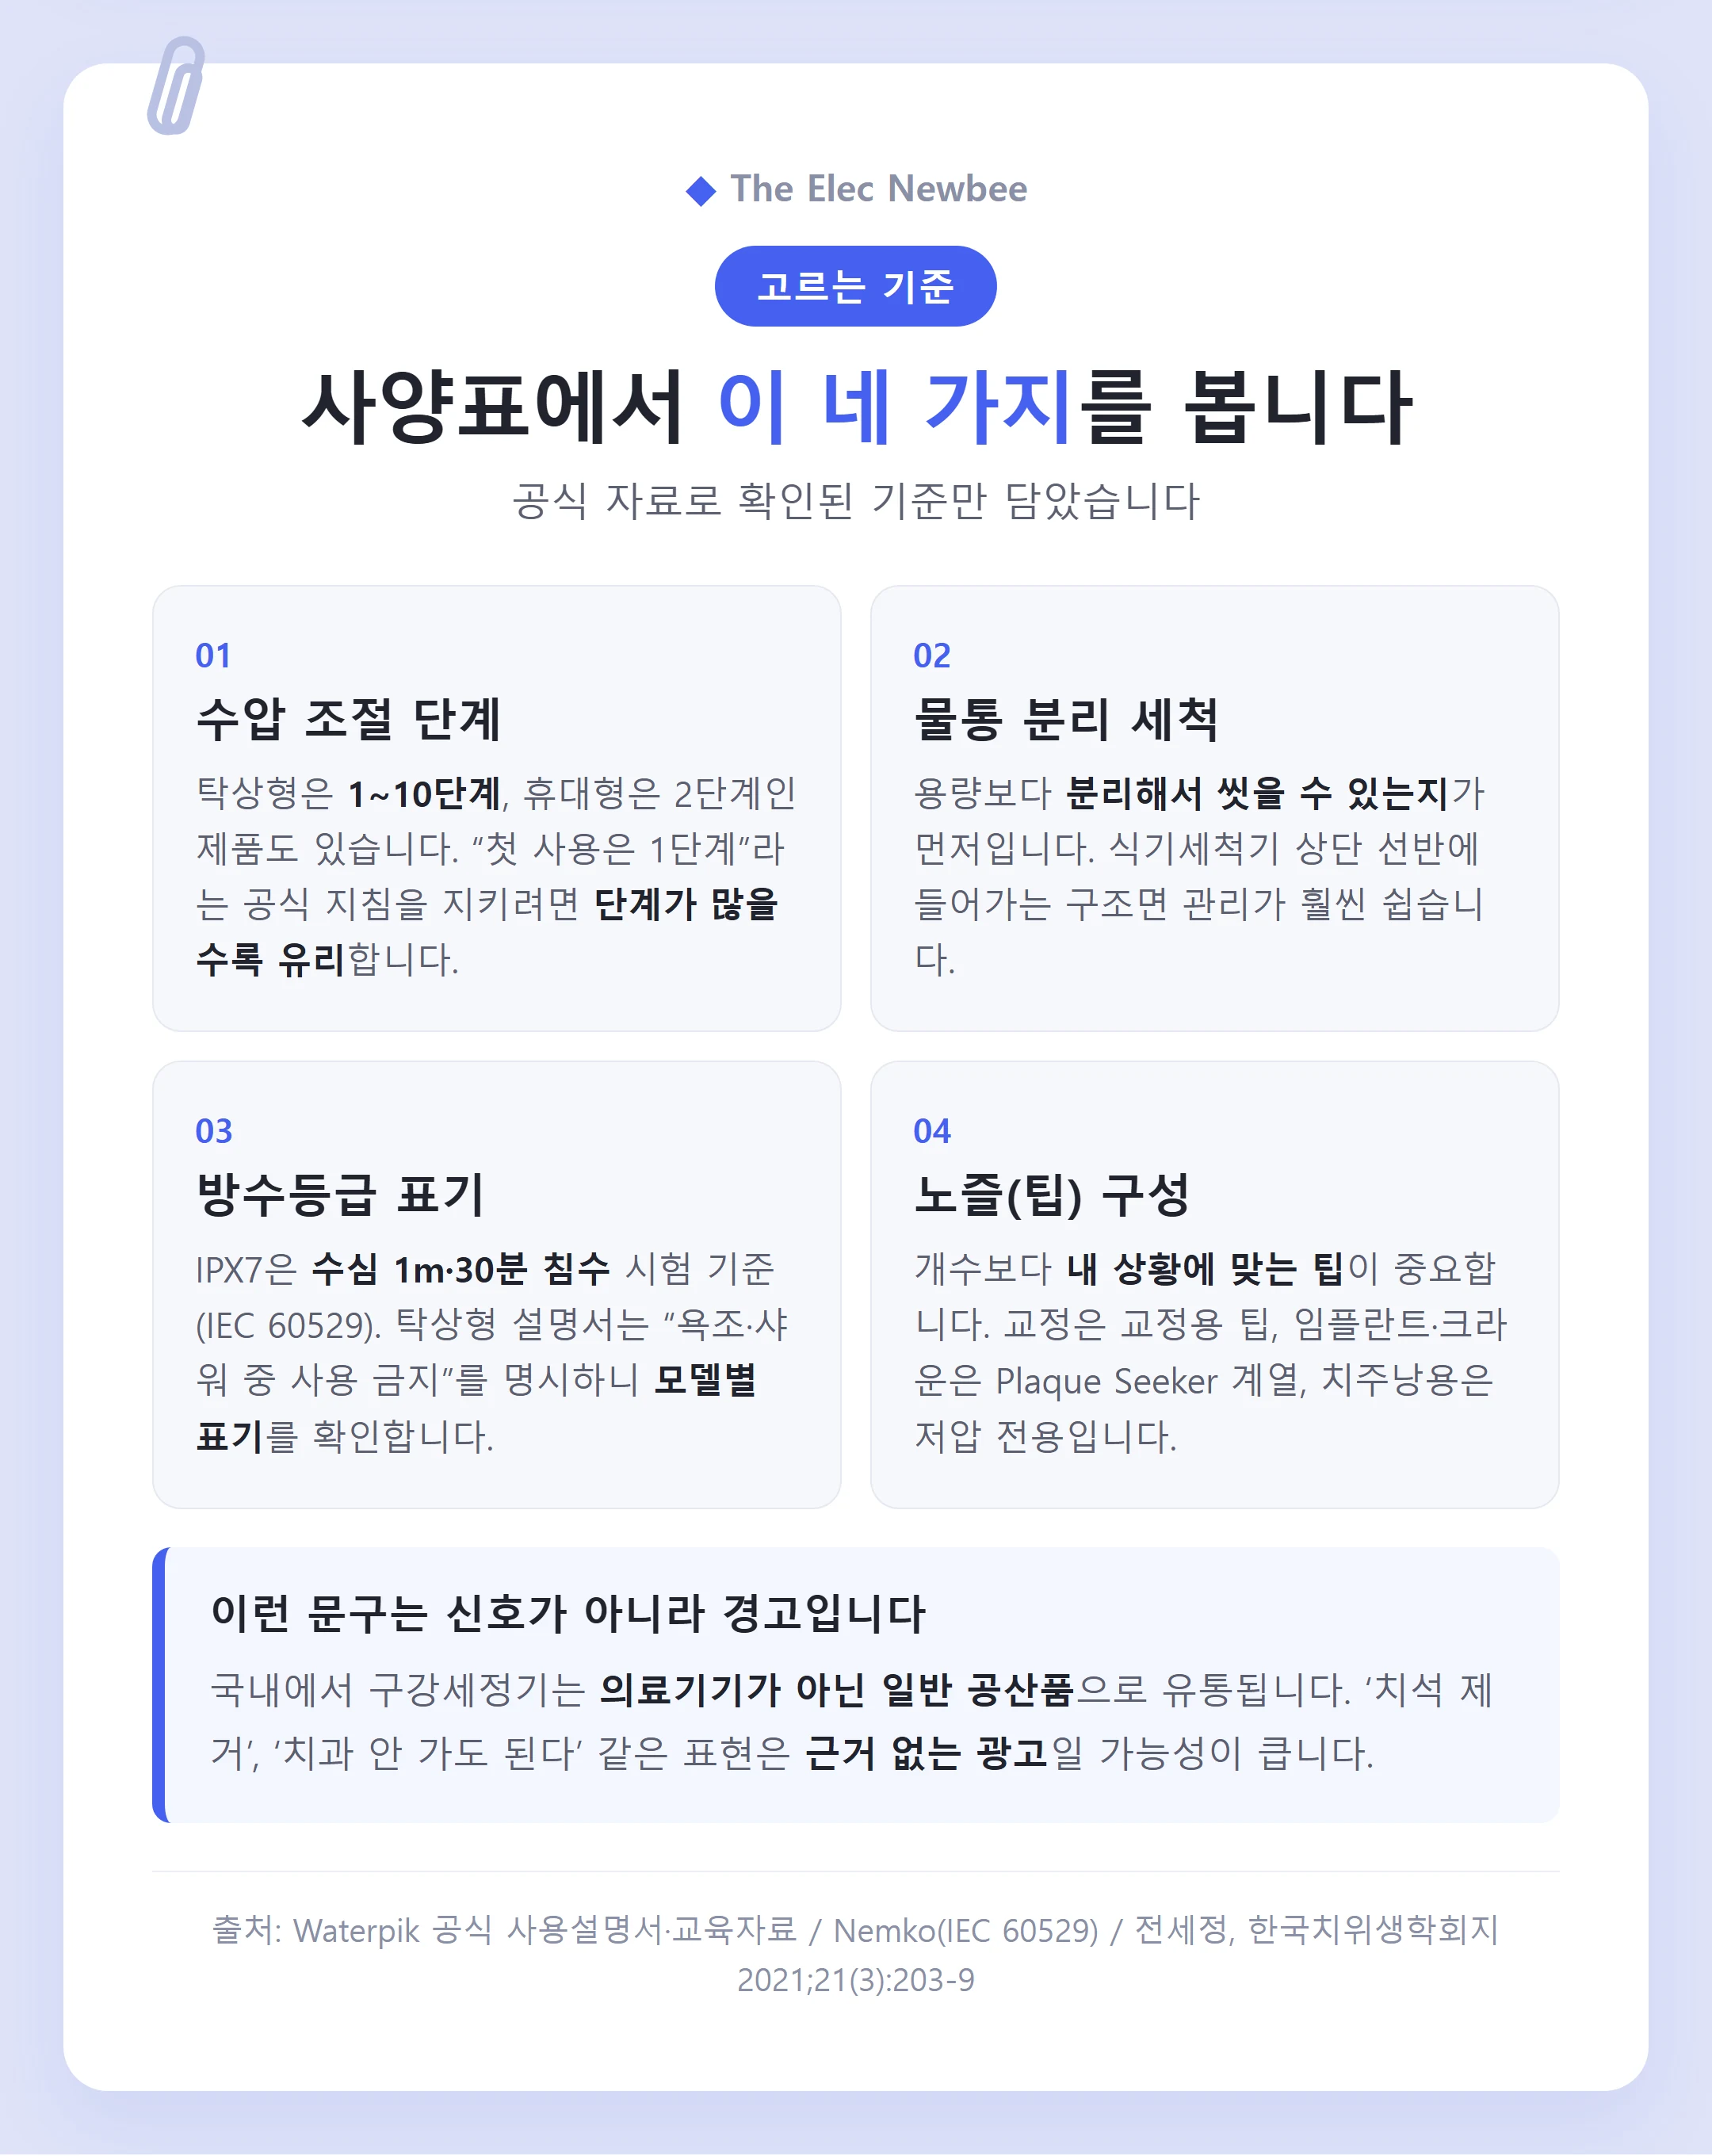 The Elec Newbee
고르는 기준
사양표에서 이 네 가지를 봅니다
공식 자료로 확인된 기준만 담았습니다
01
수압 조절 단계
탁상형은 1~10단계, 휴대형은 2단계인
제품도 있습니다. “첫 사용은 1단계”라
는 공식 지침을 지키려면 단계가 많을
수록 유리합니다.
02
물통 분리 세척
용량보다 분리해서 씻을 수 있는지가
먼저입니다. 식기세척기 상단 선반에
들어가는 구조면 관리가 훨씬 쉽습니
다.
03
방수등급 표기
IPX7은 수심 1m·30분 침수 시험 기준
(IEC 60529). 탁상형 설명서는 “욕조·샤
워 중 사용 금지”를 명시하니 모델별
표기를 확인합니다.
04
노즐(팁) 구성
개수보다 내 상황에 맞는 팁이 중요합
니다. 교정은 교정용 팁, 임플란트·크라
운은 Plaque Seeker 계열, 치주낭용은
저압 전용입니다.
이런 문구는 신호가 아니라 경고입니다
국내에서 구강세정기는 의료기기가 아닌 일반 공산품으로 유통됩니다. ‘치석 제
거’, ‘치과 안 가도 된다’ 같은 표현은 근거 없는 광고일 가능성이 큽니다.
출처: Waterpik 공식 사용설명서·교육자료 / Nemko(IEC 60529) / 전세정, 한국치위생학회지
2021;21(3):203-9